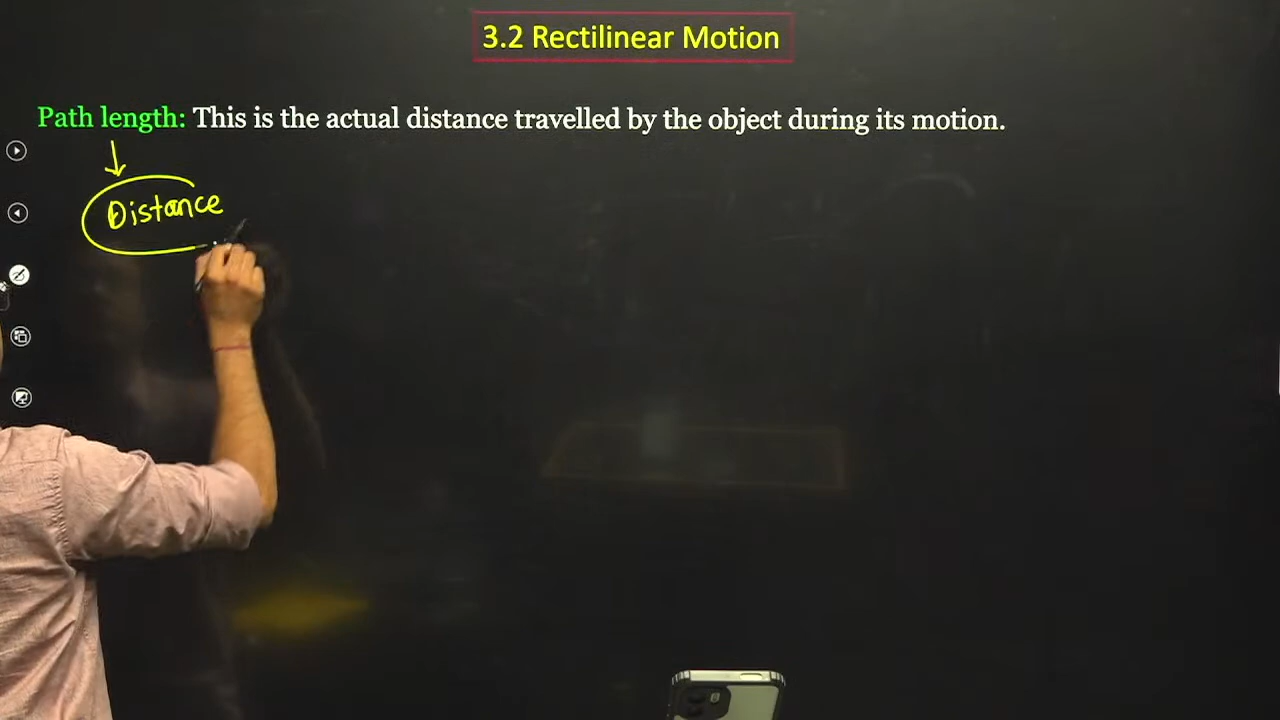 3.2 Rectilinear Motion
Path length: This is the actual distance travelled by the object during its motion.
Distance